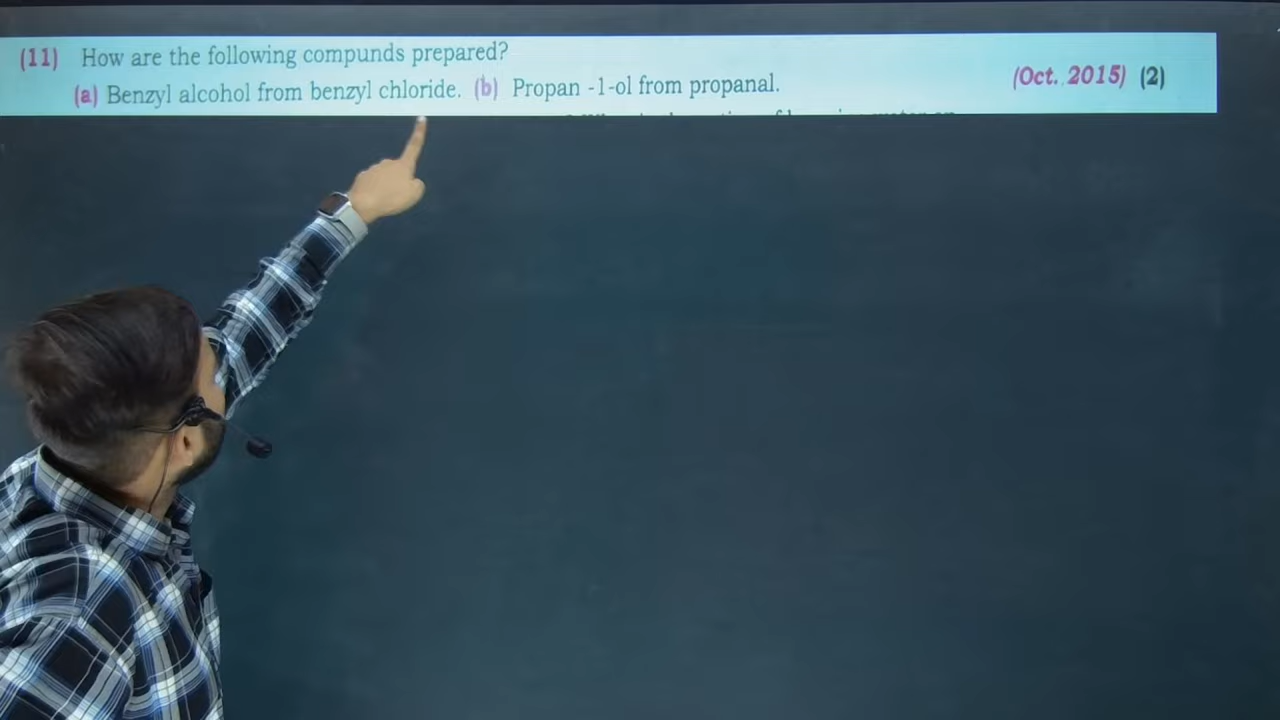 (11) How are the following compunds prepared?
(a) Benzyl alcohol from benzyl chloride. (b) Propan -1-ol from propanal. (Oct. 2015) (2)